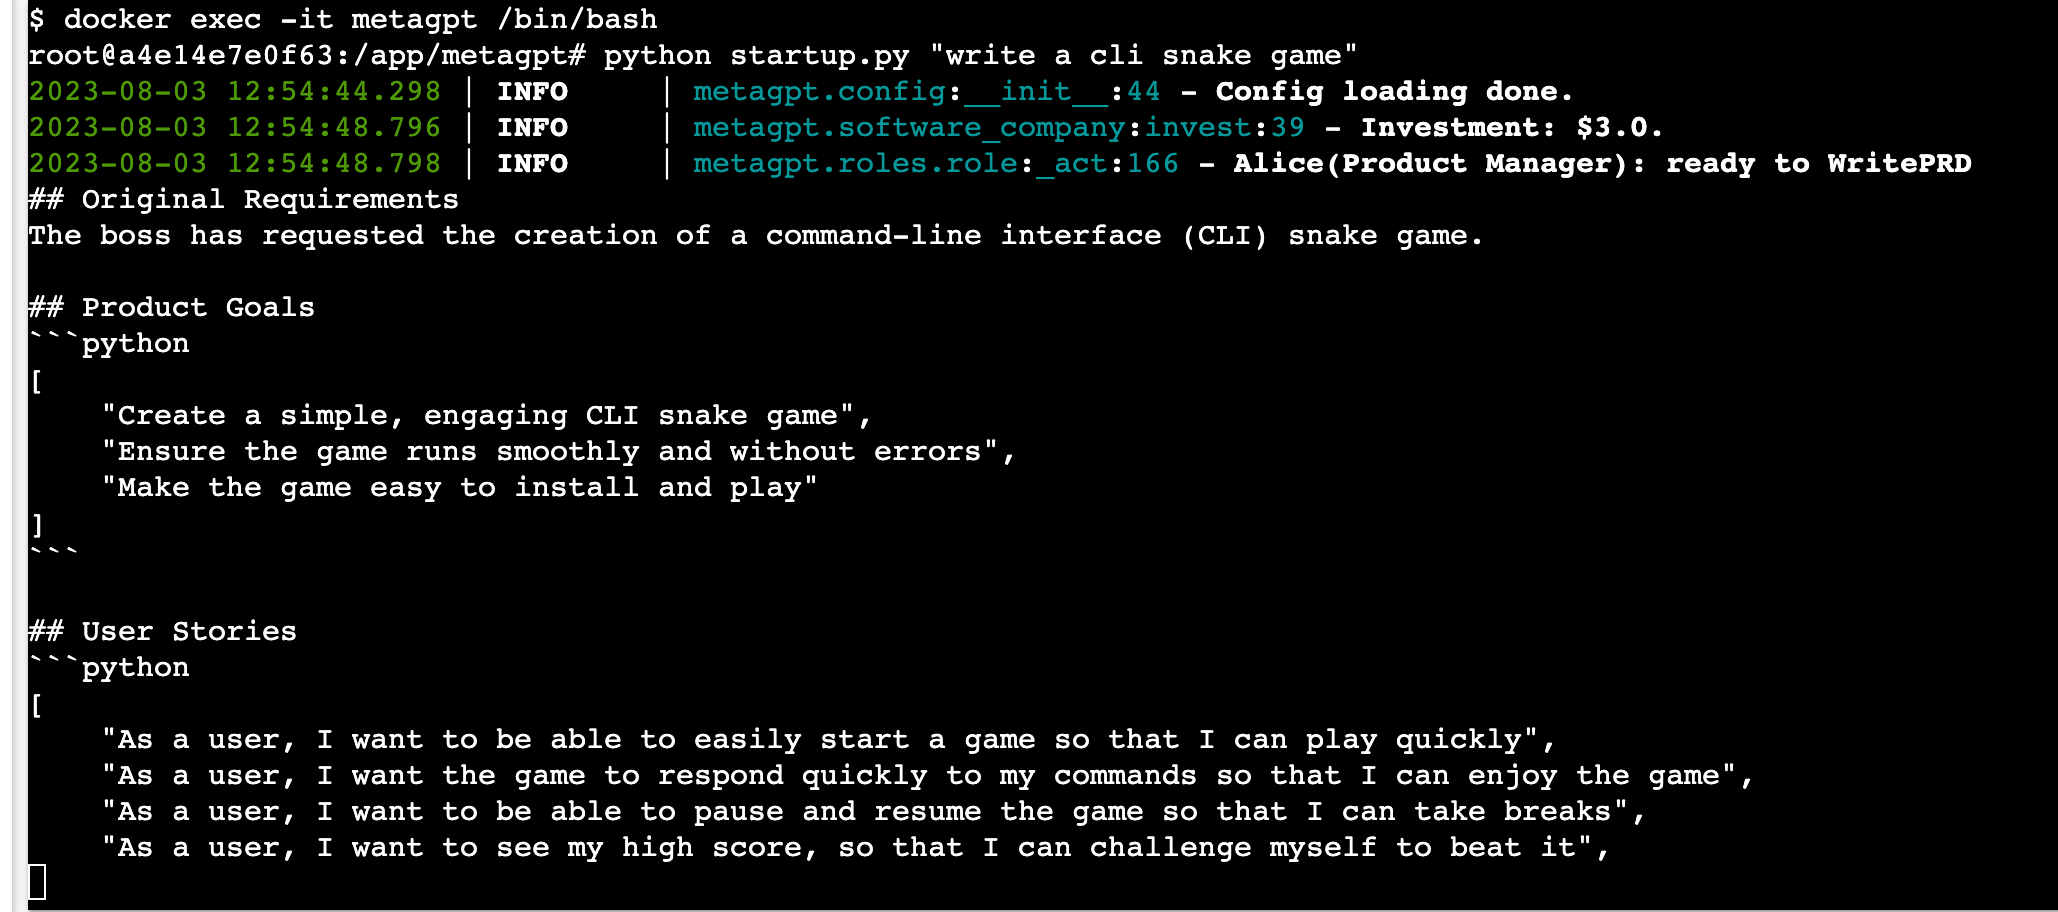 $ docker exec -it metagpt /bin/bash
root@a4e14e7e0f63:/app/metagpt# python startup.py "write a cli snake game"
2023-08-03 12:54:44.298 | INFO     | metagpt.config:__init__:44 - Config loading done.
2023-08-03 12:54:48.796 | INFO     | metagpt.software_company:invest:39 - Investment: $3.0.
2023-08-03 12:54:48.798 | INFO     | metagpt.roles.role:_act:166 - Alice(Product Manager): ready to WritePRD
## Original Requirements
The boss has requested the creation of a command-line interface (CLI) snake game.

## Product Goals
```python
[
    "Create a simple, engaging CLI snake game",
    "Ensure the game runs smoothly and without errors",
    "Make the game easy to install and play"
]
```

## User Stories
```python
[
    "As a user, I want to be able to easily start a game so that I can play quickly",
    "As a user, I want the game to respond quickly to my commands so that I can enjoy the game",
    "As a user, I want to be able to pause and resume the game so that I can take breaks",
    "As a user, I want to see my high score, so that I can challenge myself to beat it",